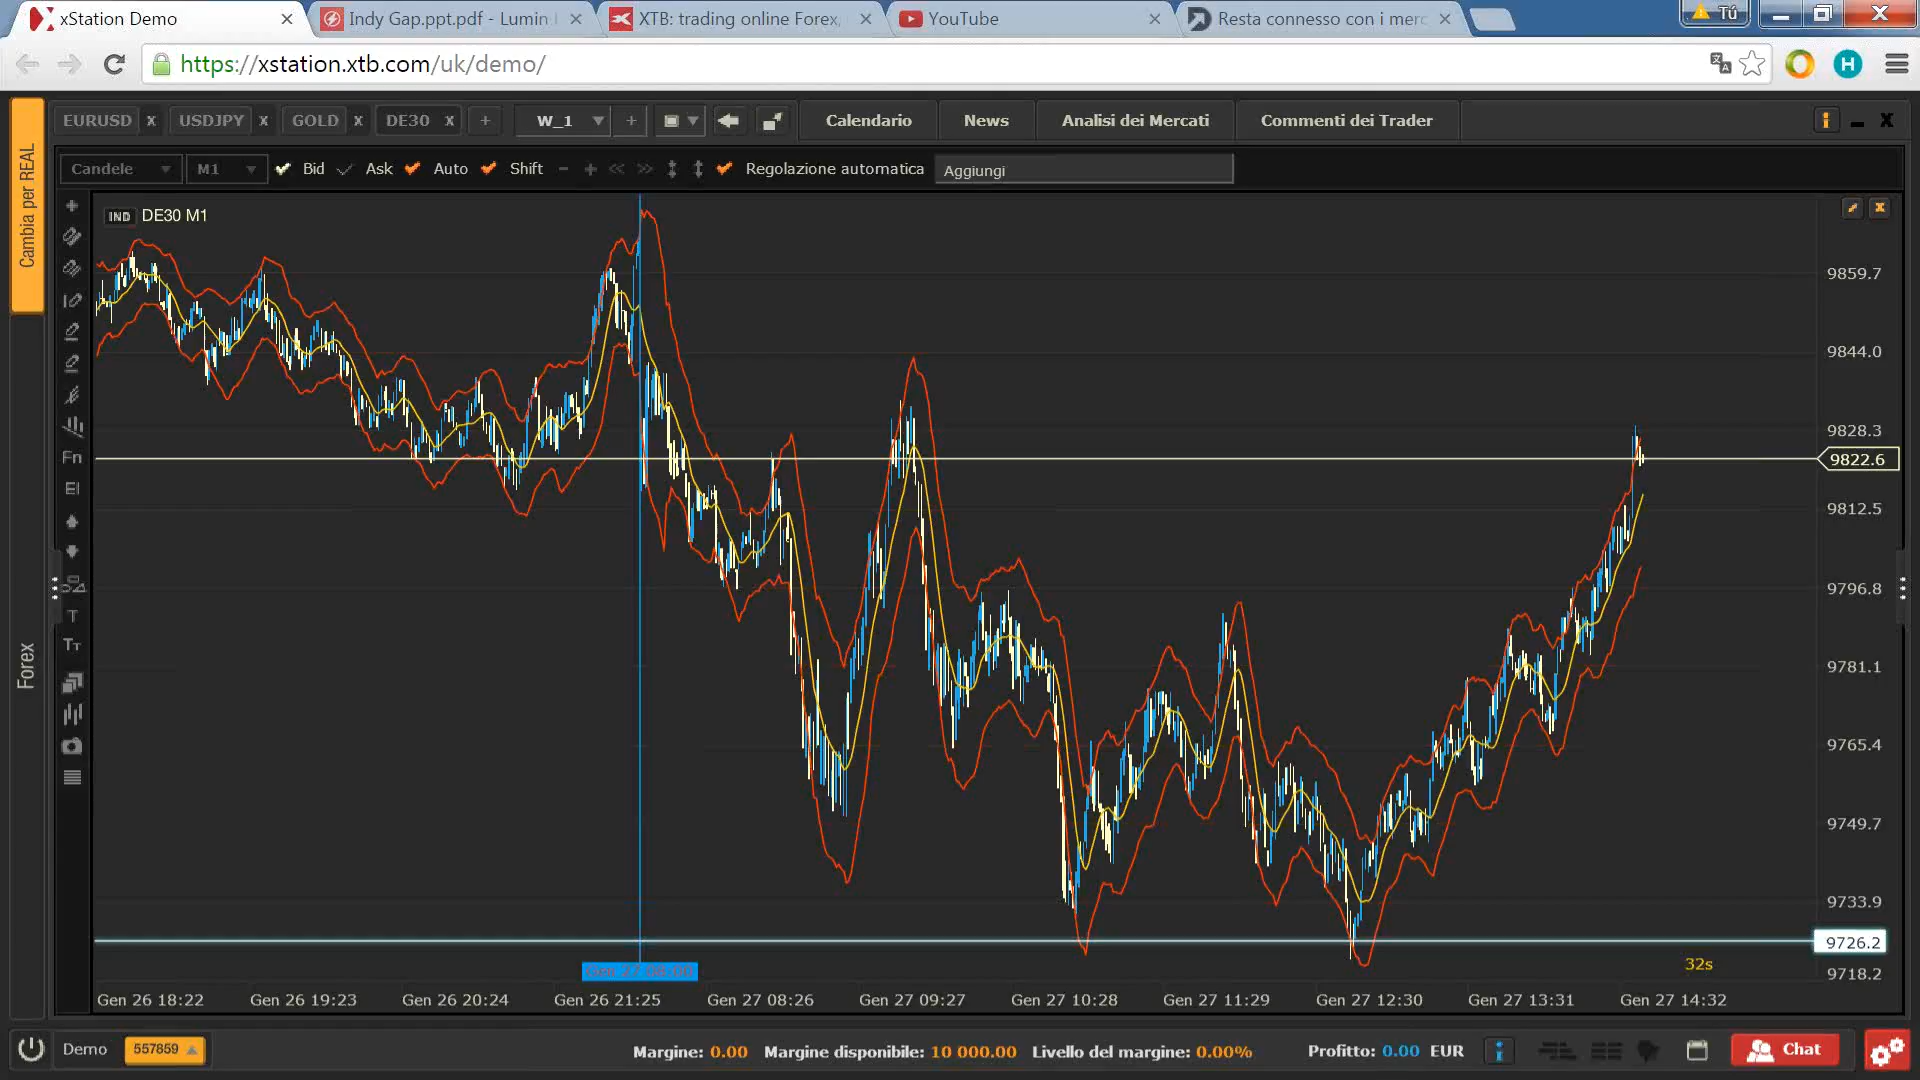 xStation Demo
Indy Gap.ppt.pdf - Lumin
XTB: trading online Forex,
YouTube
Resta connesso con i merc
Tú
https://xstation.xtb.com/uk/demo/
H
Cambia per REAL
Forex
EURUSD x USDJPY x GOLD x DE30 x + W_1 +
Calendario
News
Analisi dei Mercati
Commenti dei Trader
Candele
M1
Bid
Ask
Auto
Shift
Regolazione automatica
Aggiungi
IND DE30 M1
Fn
EI
T
TT
9859.7
9844.0
9828.3
9822.6
9812.5
9796.8
9781.1
9765.4
9749.7
9733.9
9726.2
9718.2
32s
Gen 27 08:00
Gen 26 18:22
Gen 26 19:23
Gen 26 20:24
Gen 26 21:25
Gen 27 08:26
Gen 27 09:27
Gen 27 10:28
Gen 27 11:29
Gen 27 12:30
Gen 27 13:31
Gen 27 14:32
Demo
557859
Margine: 0.00
Margine disponibile: 10 000.00
Livello del margine: 0.00%
Profitto: 0.00 EUR
Chat